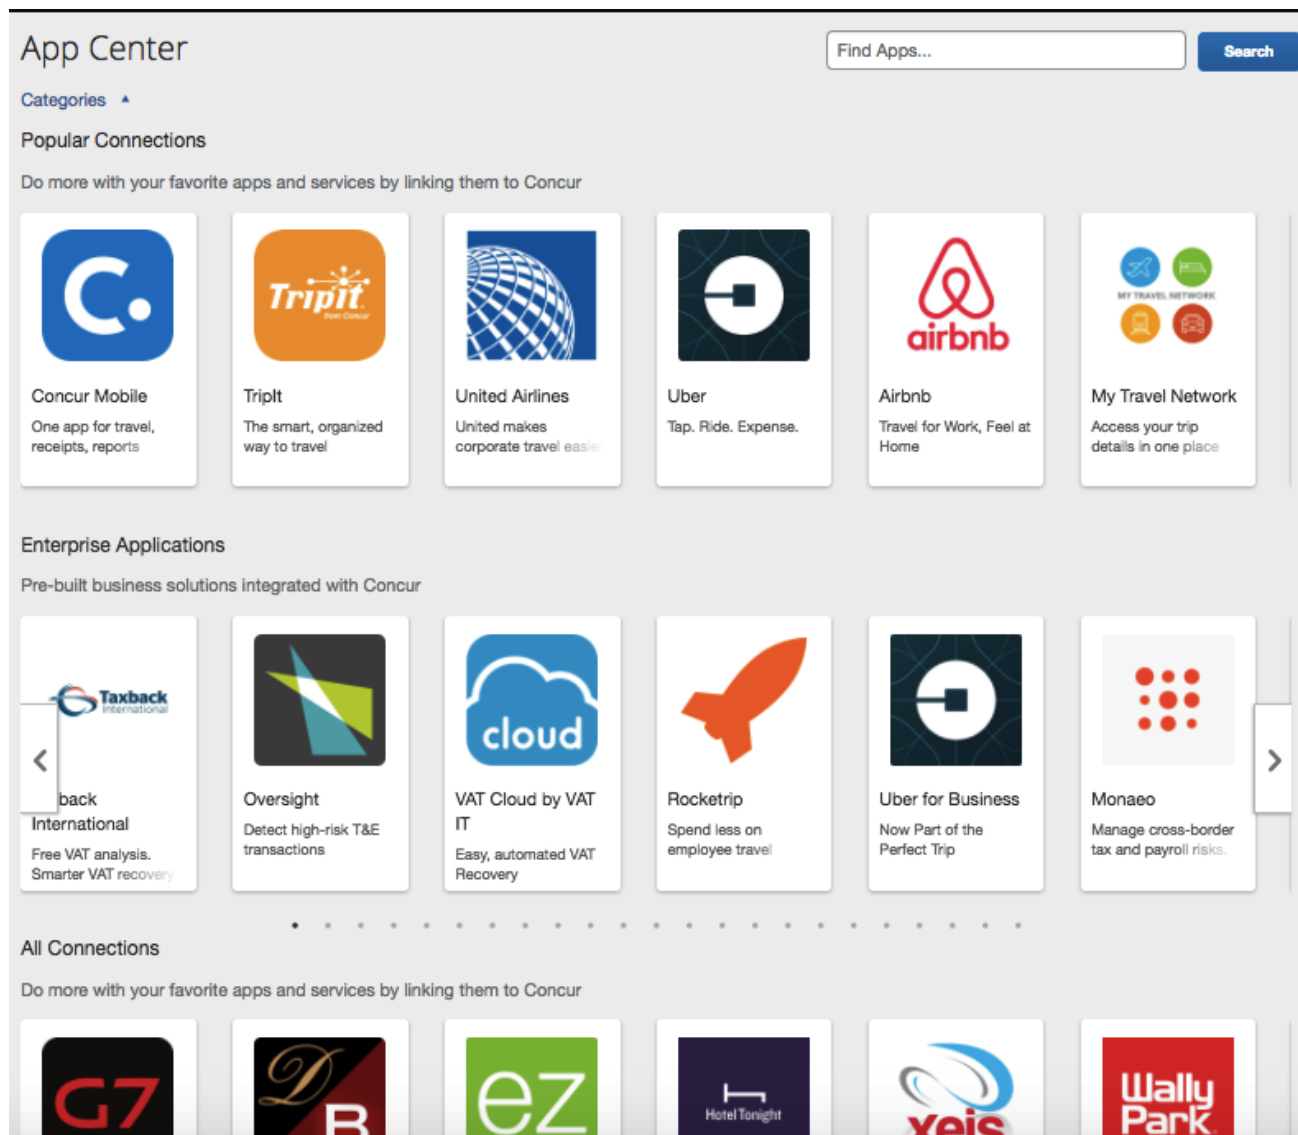 App Center
Find Apps...
Search
Categories
Popular Connections
Do more with your favorite apps and services by linking them to Concur
C.
TripIt
from Concur
airbnb
MY TRAVEL NETWORK
Concur Mobile
One app for travel,
receipts, reports
TripIt
The smart, organized
way to travel
United Airlines
United makes
corporate travel easie
Uber
Tap. Ride. Expense.
Airbnb
Travel for Work, Feel at
Home
My Travel Network
Access your trip
details in one place
Enterprise Applications
Pre-built business solutions integrated with Concur
Taxback
International
cloud
back
International
Free VAT analysis.
Smarter VAT recovery
Oversight
Detect high-risk T&E
transactions
VAT Cloud by VAT
IT
Easy, automated VAT
Recovery
Rocketrip
Spend less on
employee travel
Uber for Business
Now Part of the
Perfect Trip
Monaeo
Manage cross-border
tax and payroll risks.
All Connections
Do more with your favorite apps and services by linking them to Concur
G7
D
B
ez
HotelTonight
xeis
Wally
Park